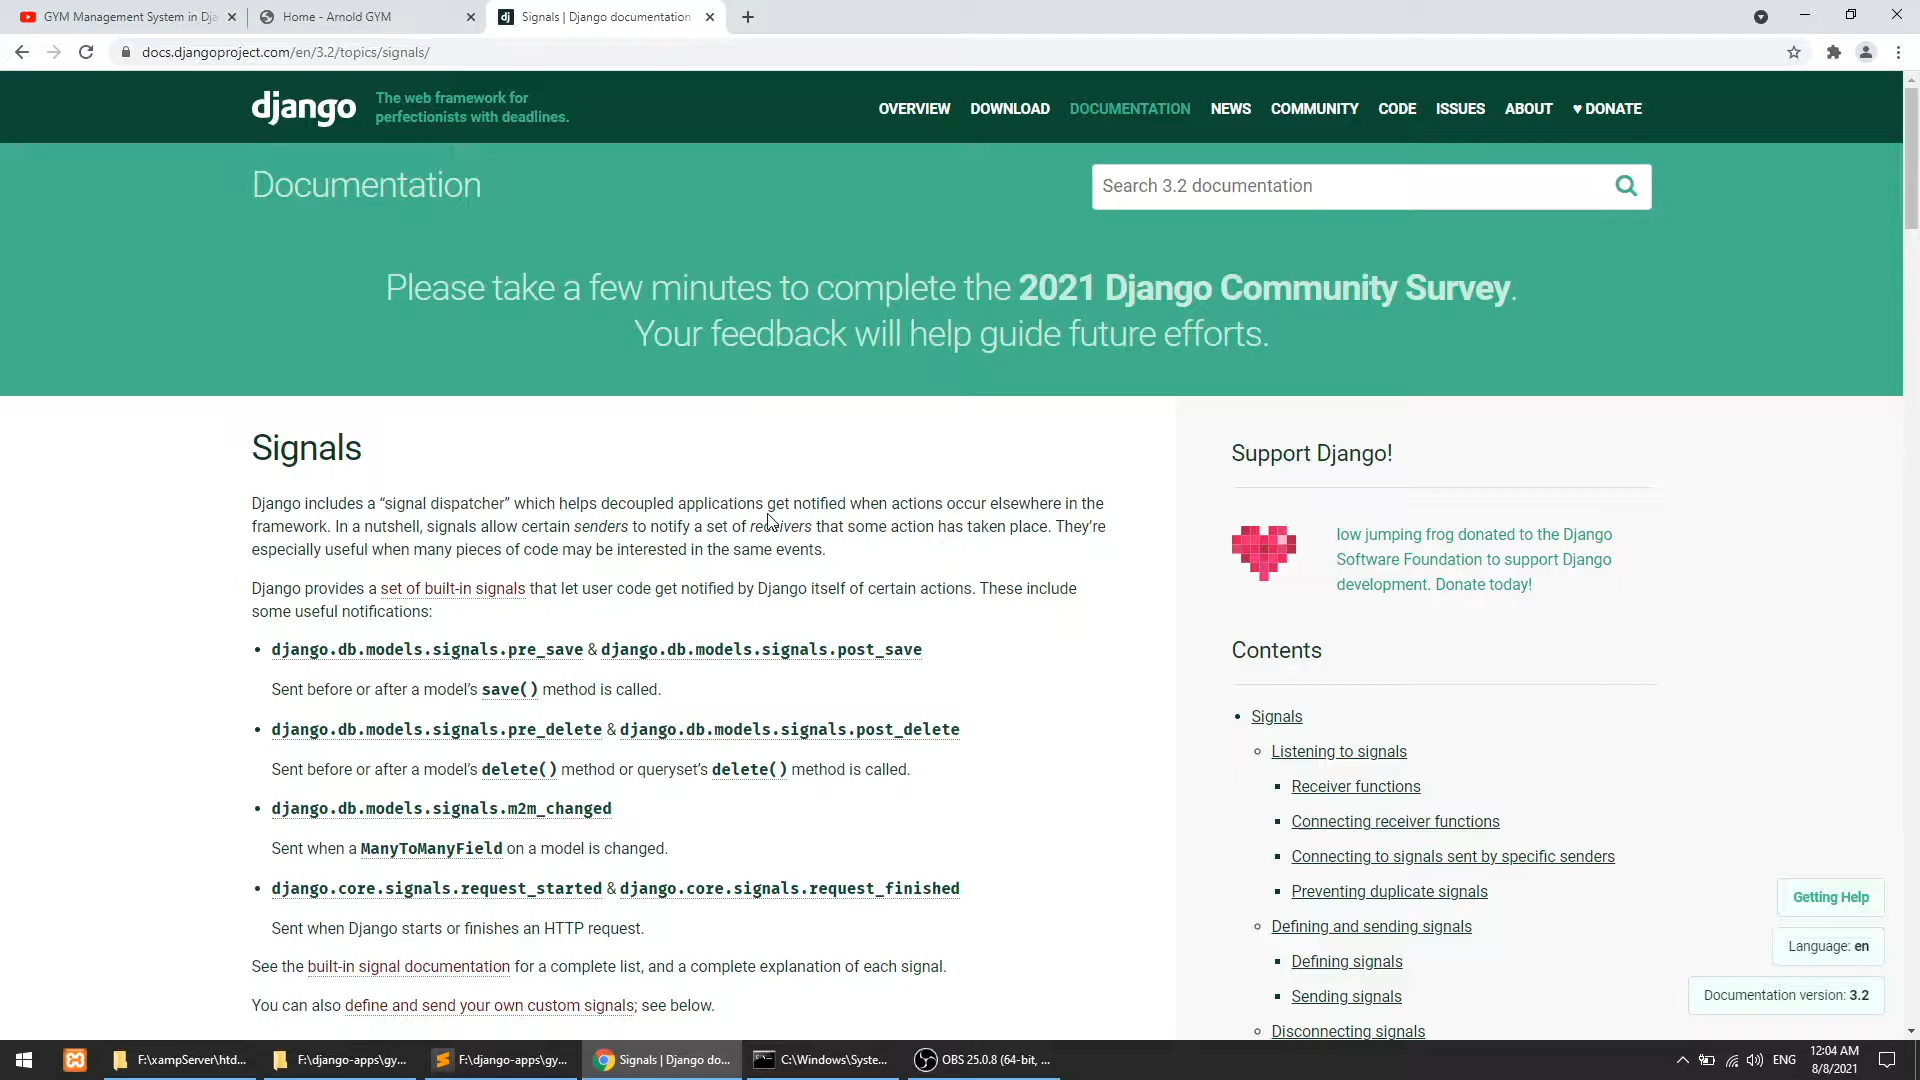 GYM Management System in Dja
Home - Arnold GYM
dj
Signals | Django documentation
docs.djangoproject.com/en/3.2/topics/signals/
django
The web framework for
perfectionists with deadlines.
OVERVIEW DOWNLOAD DOCUMENTATION NEWS COMMUNITY CODE ISSUES ABOUT ♥ DONATE
Documentation
Search 3.2 documentation
Please take a few minutes to complete the 2021 Django Community Survey.
Your feedback will help guide future efforts.
Signals
Django includes a “signal dispatcher” which helps decoupled applications get notified when actions occur elsewhere in the
framework. In a nutshell, signals allow certain senders to notify a set of receivers that some action has taken place. They’re
especially useful when many pieces of code may be interested in the same events.
Django provides a set of built-in signals that let user code get notified by Django itself of certain actions. These include
some useful notifications:
• django.db.models.signals.pre_save & django.db.models.signals.post_save
Sent before or after a model’s save() method is called.
• django.db.models.signals.pre_delete & django.db.models.signals.post_delete
Sent before or after a model’s delete() method or queryset’s delete() method is called.
• django.db.models.signals.m2m_changed
Sent when a ManyToManyField on a model is changed.
• django.core.signals.request_started & django.core.signals.request_finished
Sent when Django starts or finishes an HTTP request.
See the built-in signal documentation for a complete list, and a complete explanation of each signal.
You can also define and send your own custom signals; see below.
Support Django!
low jumping frog donated to the Django
Software Foundation to support Django
development. Donate today!
Contents
Signals
Listening to signals
Receiver functions
Connecting receiver functions
Connecting to signals sent by specific senders
Preventing duplicate signals
Defining and sending signals
Defining signals
Sending signals
Disconnecting signals
Getting Help
Language: en
Documentation version: 3.2
F:\xampServer\htd...
F:\django-apps\gy...
F:\django-apps\gy...
Signals | Django do...
C:\Windows\Syste...
OBS 25.0.8 (64-bit, ...
ENG
12:04 AM
8/8/2021